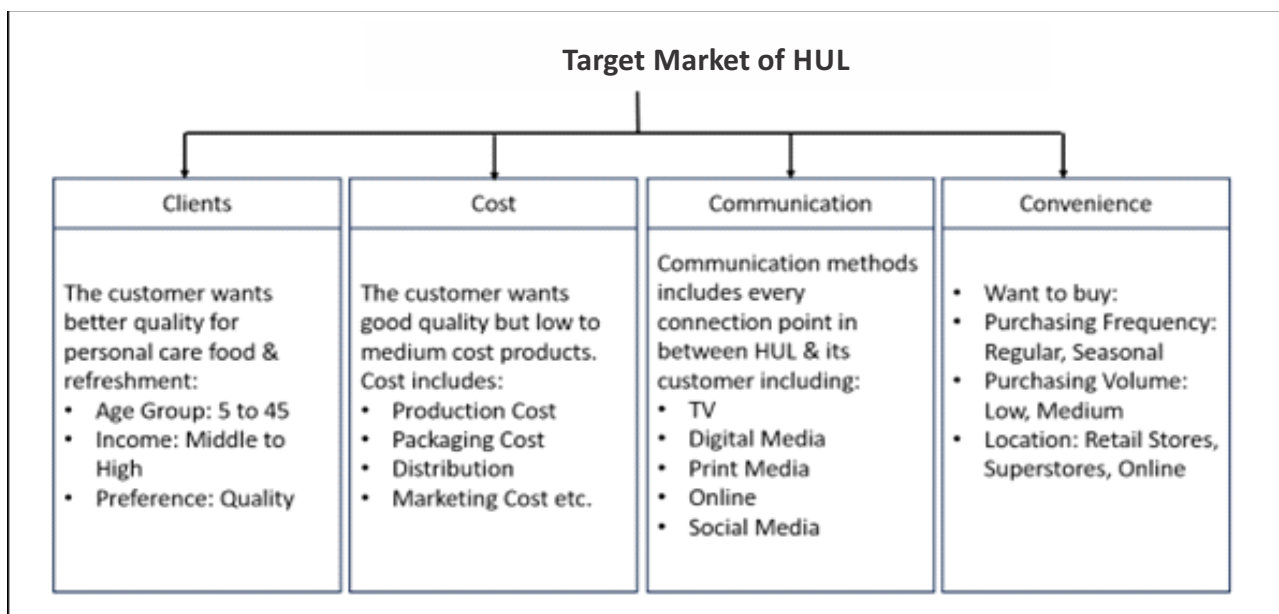 Target Market of HUL
Clients
The customer wants
better quality for
personal care food &
refreshment:
• Age Group: 5 to 45
• Income: Middle to
High
• Preference: Quality
Cost
The customer wants
good quality but low to
medium cost products.
Cost includes:
• Production Cost
• Packaging Cost
• Distribution
• Marketing Cost etc.
Communication
Communication methods
includes every
connection point in
between HUL & its
customer including:
• TV
• Digital Media
• Print Media
• Online
• Social Media
Convenience
• Want to buy:
• Purchasing Frequency:
Regular, Seasonal
• Purchasing Volume:
Low, Medium
• Location: Retail Stores,
Superstores, Online